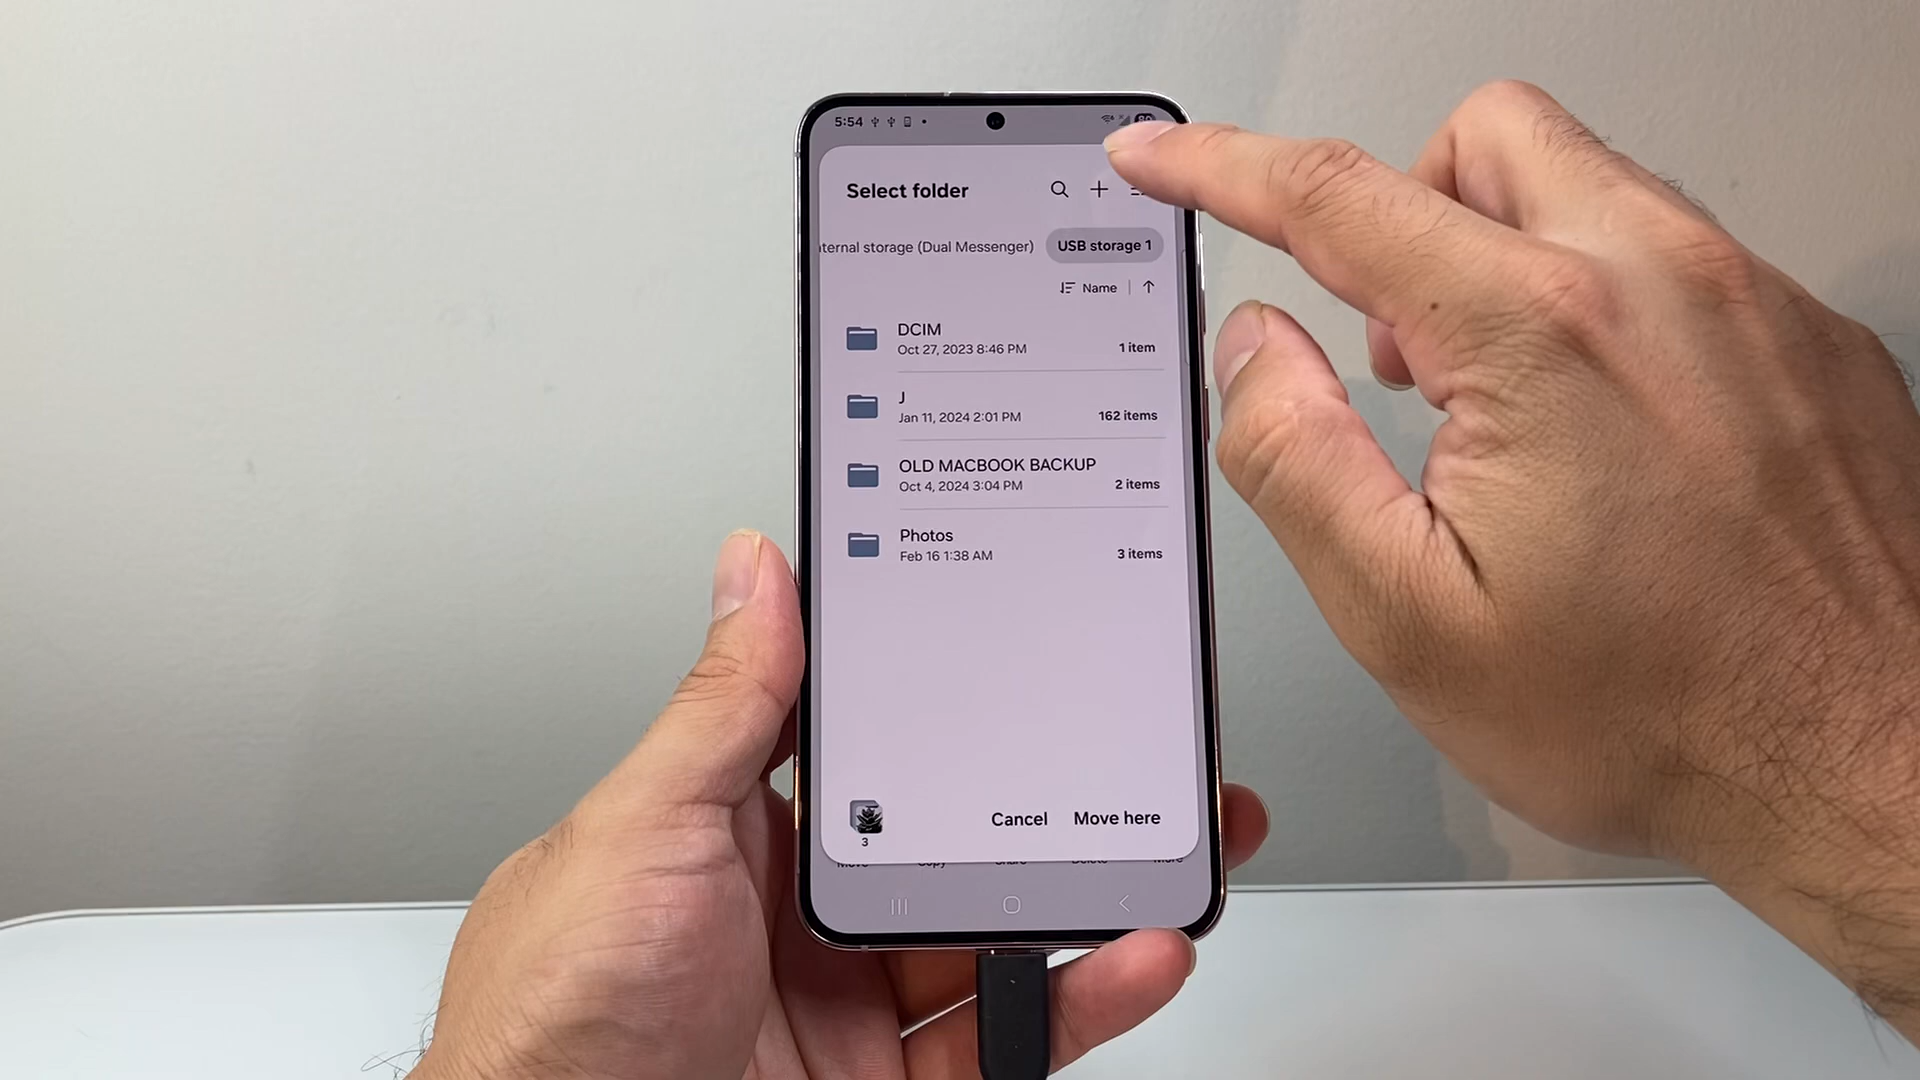 5:54
Select folder
ternal storage (Dual Messenger) USB storage 1
Name
DCIM
Oct 27, 2023 8:46 PM 1 item
J
Jan 11, 2024 2:01 PM 162 items
OLD MACBOOK BACKUP
Oct 4, 2024 3:04 PM 2 items
Photos
Feb 16 1:38 AM 3 items
3 Cancel Move here